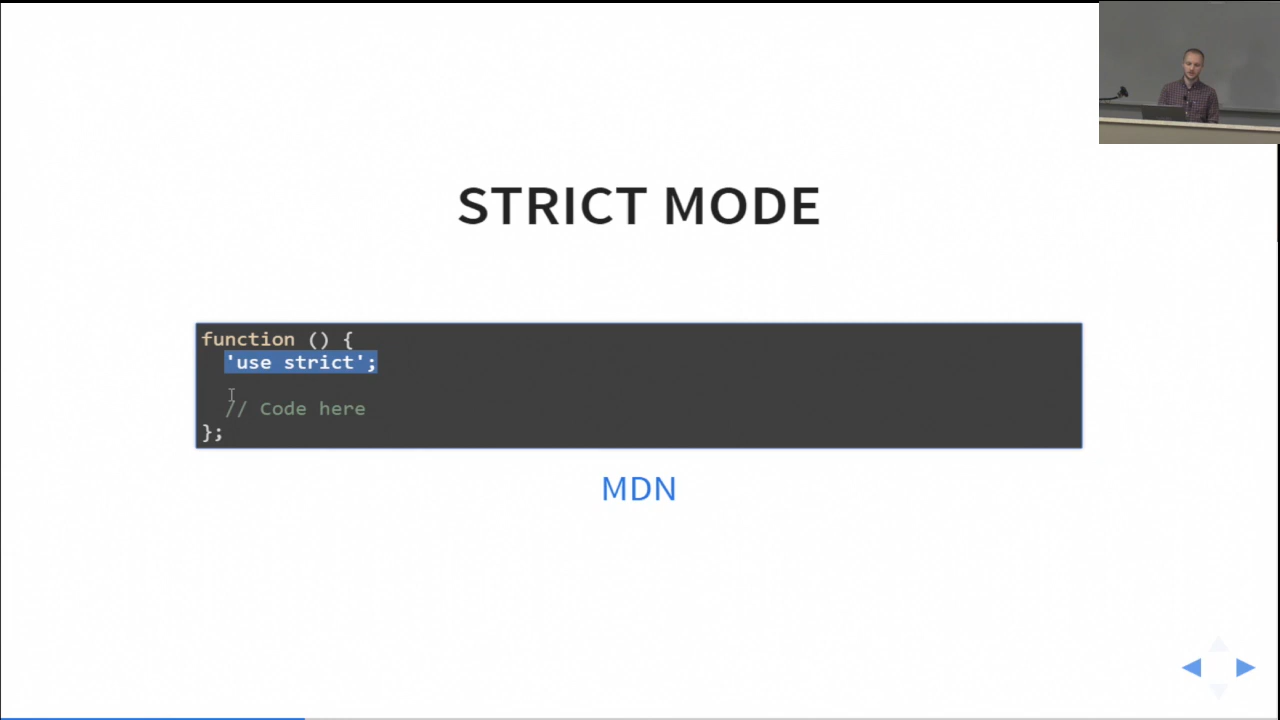 STRICT MODE
function () {
'use strict';
// Code here
};
MDN